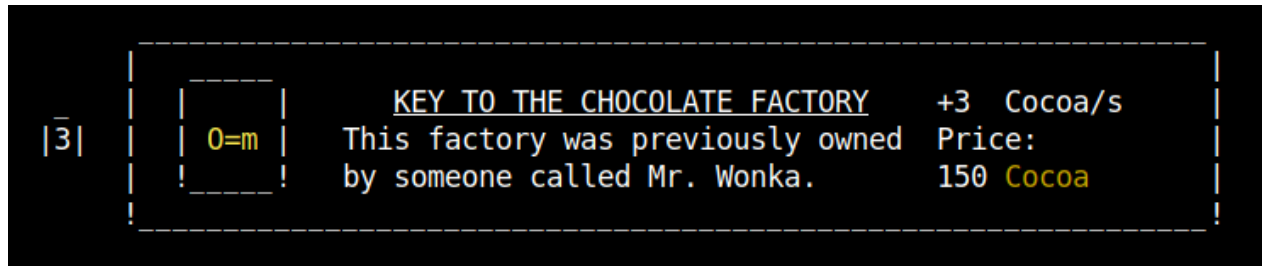 KEY TO THE CHOCOLATE FACTORY +3 Cocoa/s
|3| O=m This factory was previously owned Price:
by someone called Mr. Wonka. 150 Cocoa